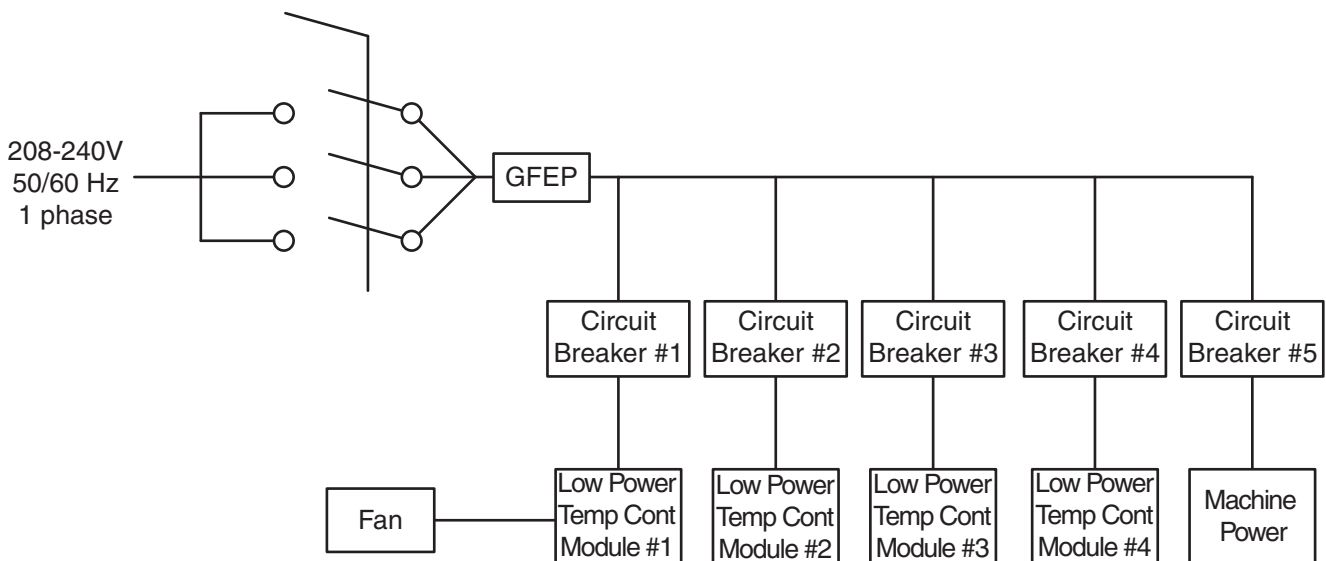 208-240V
50/60 Hz
1 phase
GFEP
Circuit
Breaker #1
Circuit
Breaker #2
Circuit
Breaker #3
Circuit
Breaker #4
Circuit
Breaker #5
Fan
Low Power
Temp Cont
Module #1
Low Power
Temp Cont
Module #2
Low Power
Temp Cont
Module #3
Low Power
Temp Cont
Module #4
Machine
Power